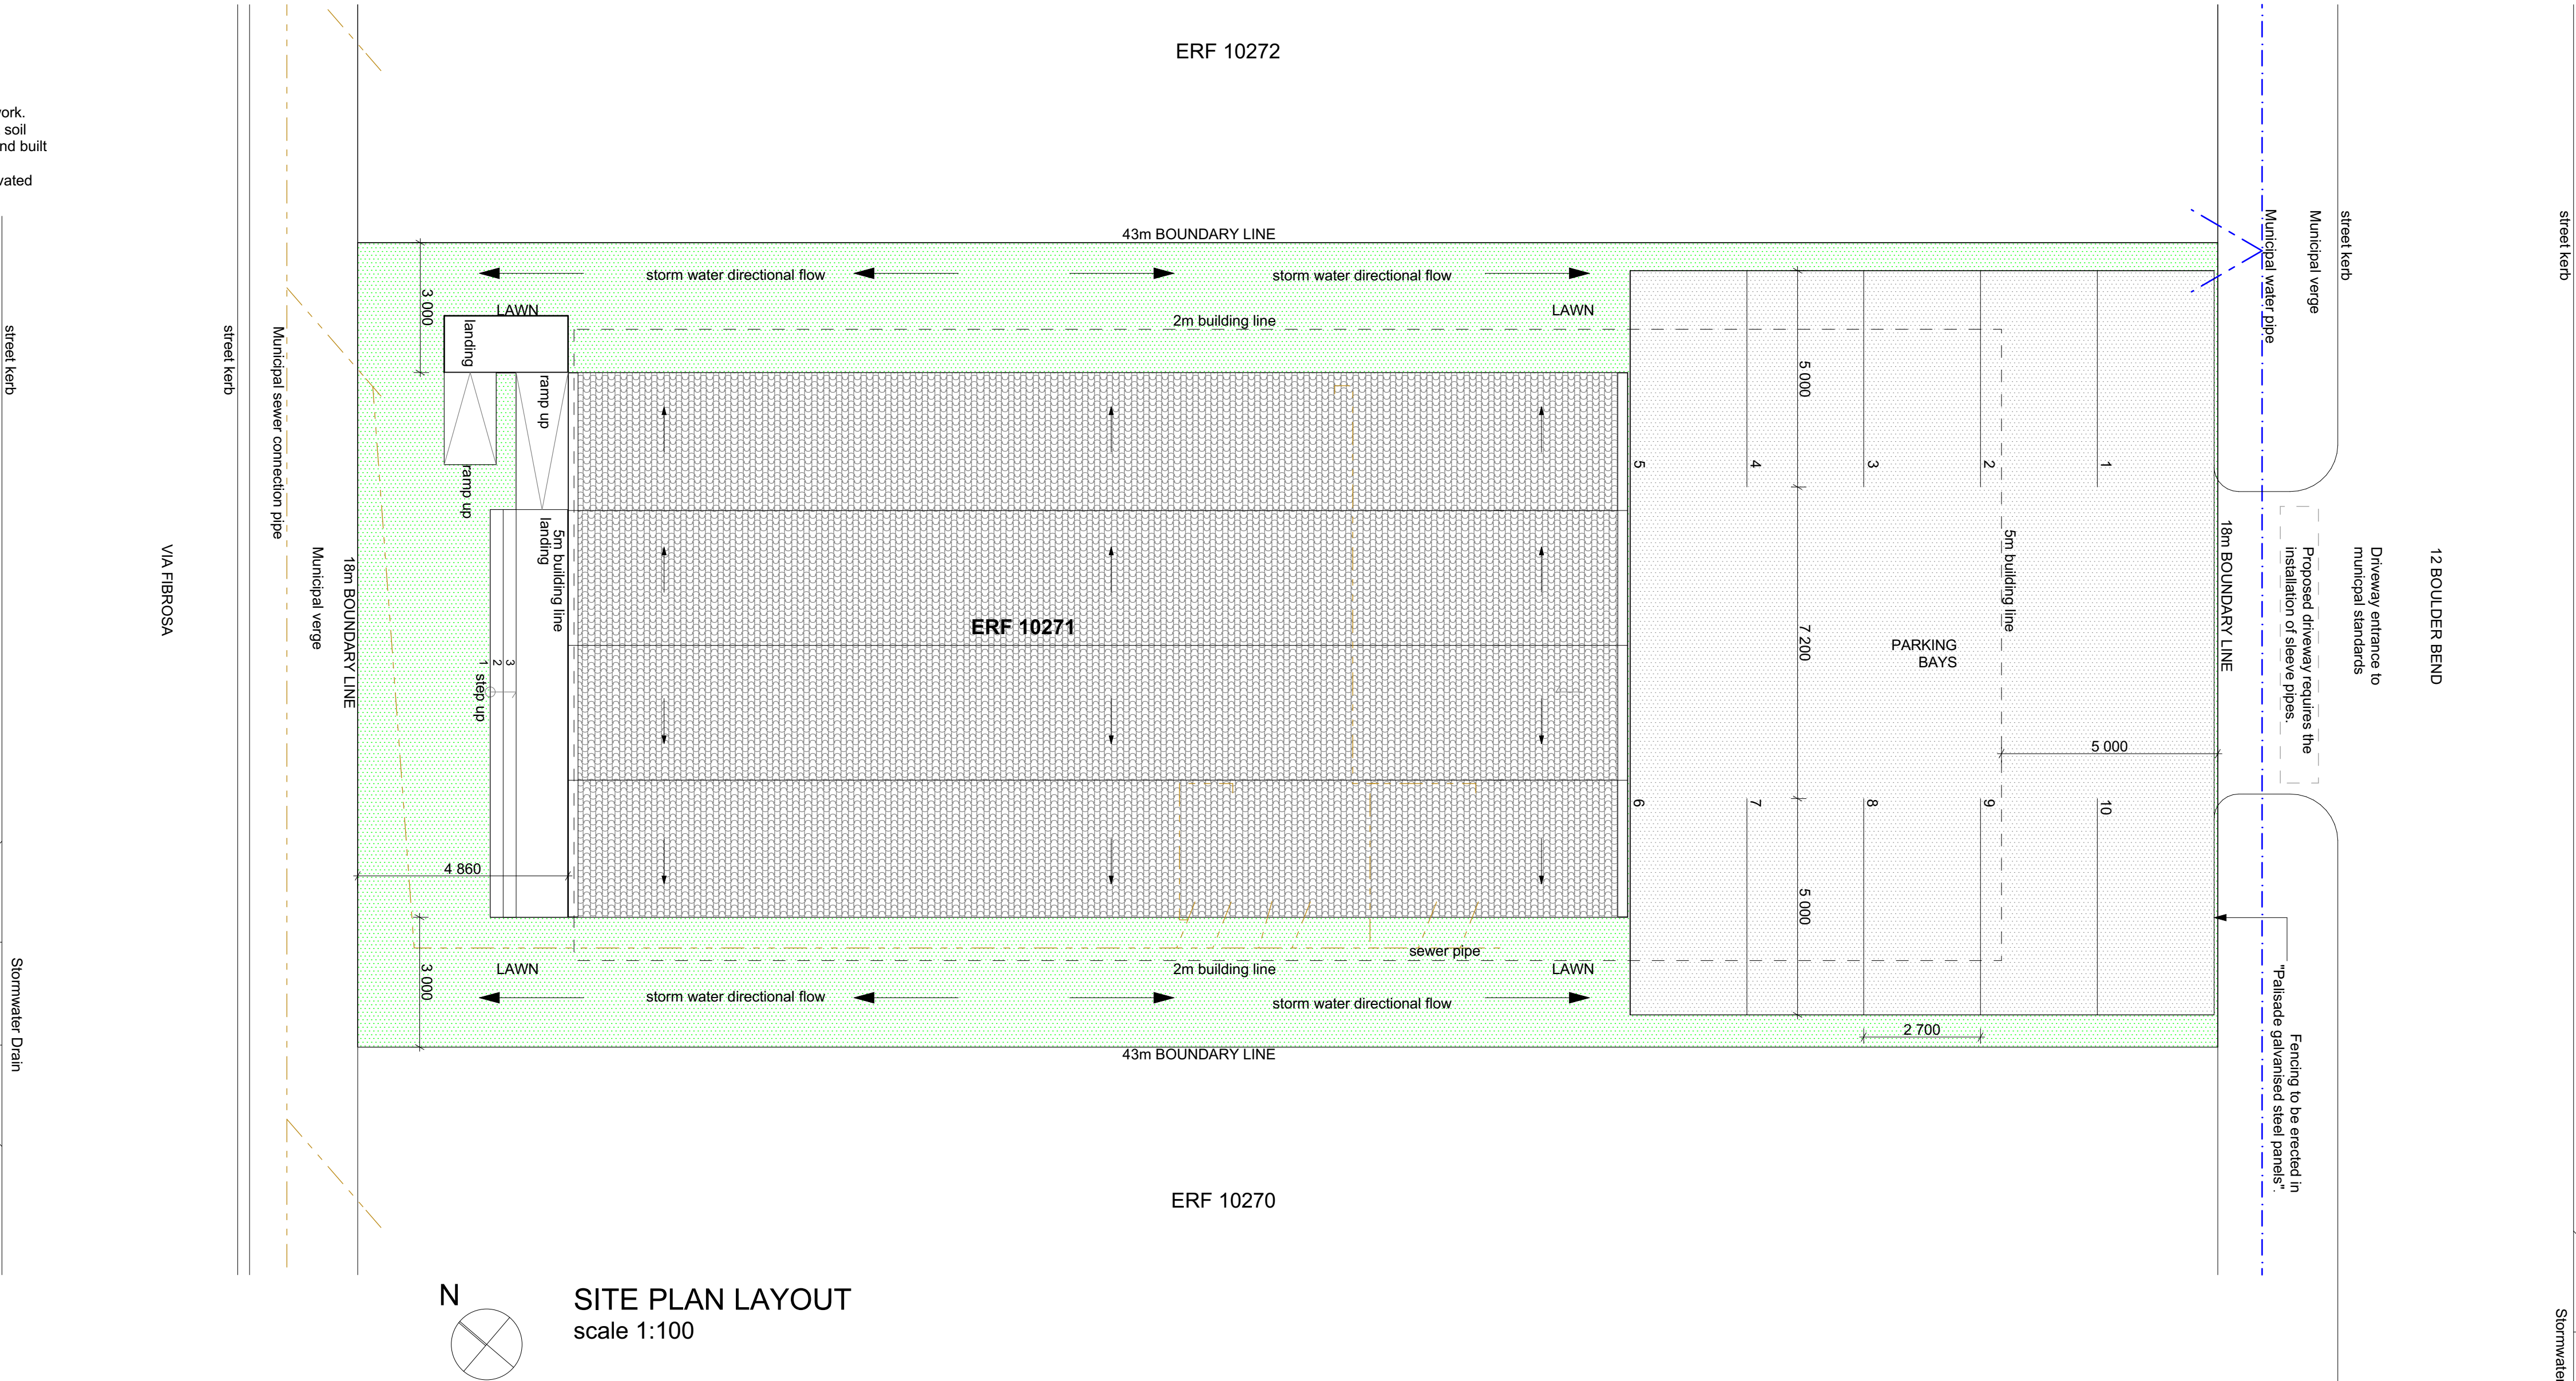 ERF 10272
ork.
soil
nd built
vated
street kerb
Stormwater Drain
VIA FIBROSA
street kerb
Municipal sewer connection pipe
Municipal verge
18m BOUNDARY LINE
43m BOUNDARY LINE
storm water directional flow
storm water directional flow
3 000
LAWN
LAWN
2m building line
landing
ramp up
ramp up
5m building line
landing
1
2
3
step up
4 860
ERF 10271
5 000
5
4
3
2
1
7 200
PARKING
BAYS
5m building line
5 000
6
7
8
9
10
5 000
2 700
sewer pipe
3 000
LAWN
2m building line
LAWN
storm water directional flow
storm water directional flow
43m BOUNDARY LINE
18m BOUNDARY LINE
Municipal water pipe
Municipal verge
street kerb
street kerb
Proposed driveway requires the
installation of sleeve pipes.
Driveway entrance to
municipal standards
12 BOULDER BEND
Fencing to be erected in
"Palisade galvanised steel panels".
Stormwater
ERF 10270
N
SITE PLAN LAYOUT
scale 1:100